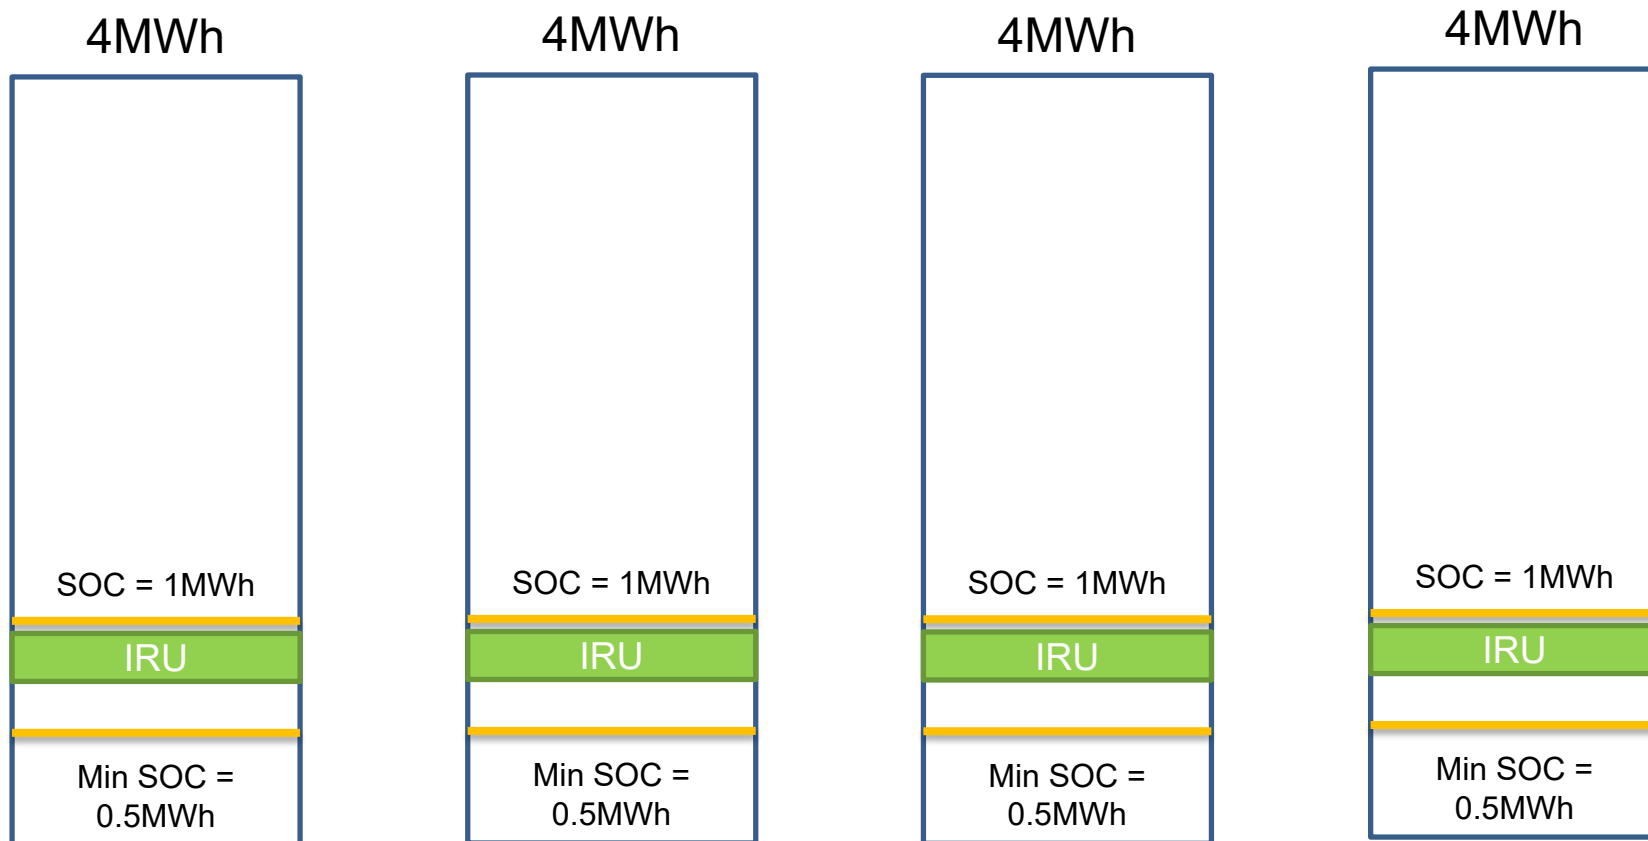 4MWh
4MWh
4MWh
4MWh
SOC = 1MWh
SOC = 1MWh
SOC = 1MWh
SOC = 1MWh
IRU
IRU
IRU
IRU
Min SOC =
0.5MWh
Min SOC =
0.5MWh
Min SOC =
0.5MWh
Min SOC =
0.5MWh